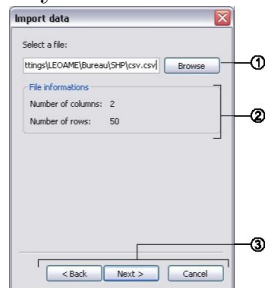 Import data
Select a file:
ttings\LEOAME\Bureau\SHP\csv.csv Browse
1
File informations
Number of columns: 2
2
Number of rows: 50
3
< Back Next > Cancel